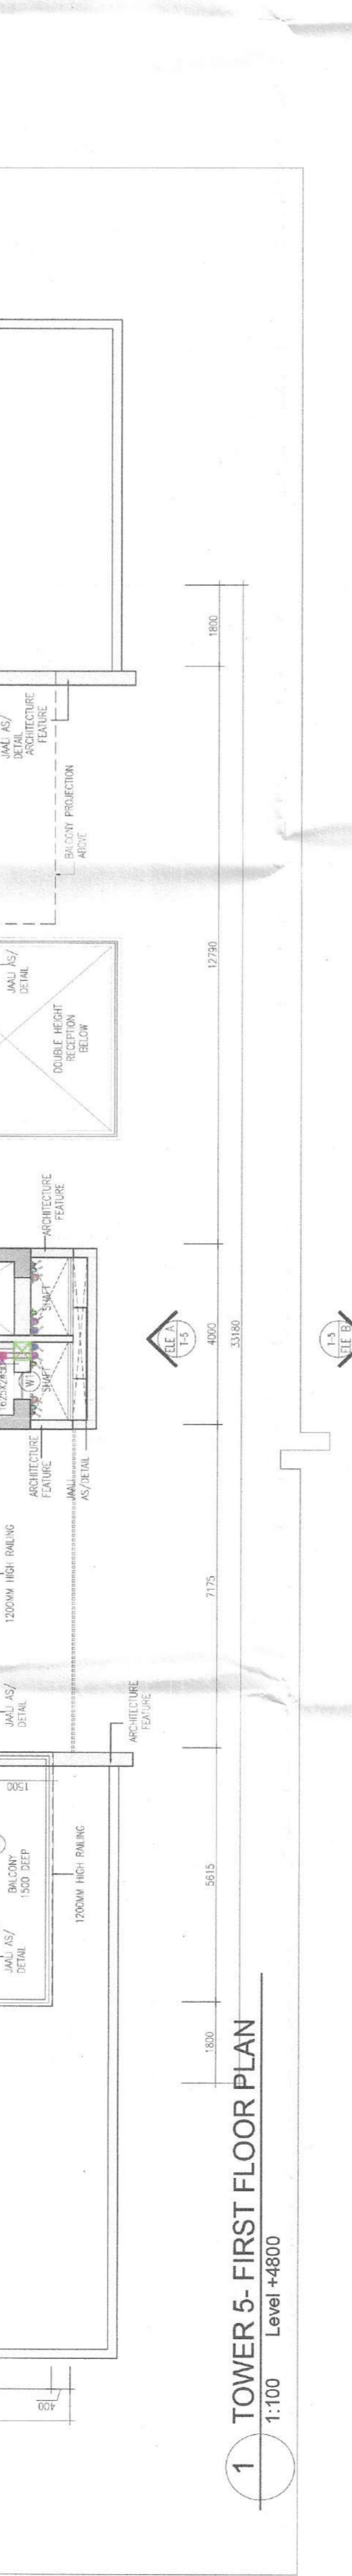 JAALI AS/
DETAIL
ARCHITECTURE
FEATURE
BALCONY PROJECTION
ABOVE
1800
12790
JAALI AS/
DETAIL
DOUBLE HEIGHT
RECEPTION
BELOW
ARCHITECTURE
FEATURE
SHAFT
SHAFT
W1
ARCHITECTURE
FEATURE
JAALI
AS/DETAIL
ELE A
1-5
4000
33180
1-5
ELE B
1200MM HIGH RAILING
7175
JAALI AS/
DETAIL
ARCHITECTURE
FEATURE
1500
BALCONY
1500 DEEP
1200MM HIGH RAILING
JAALI AS/
DETAIL
5615
1800
400
1
TOWER 5- FIRST FLOOR PLAN
1:100 Level +4800